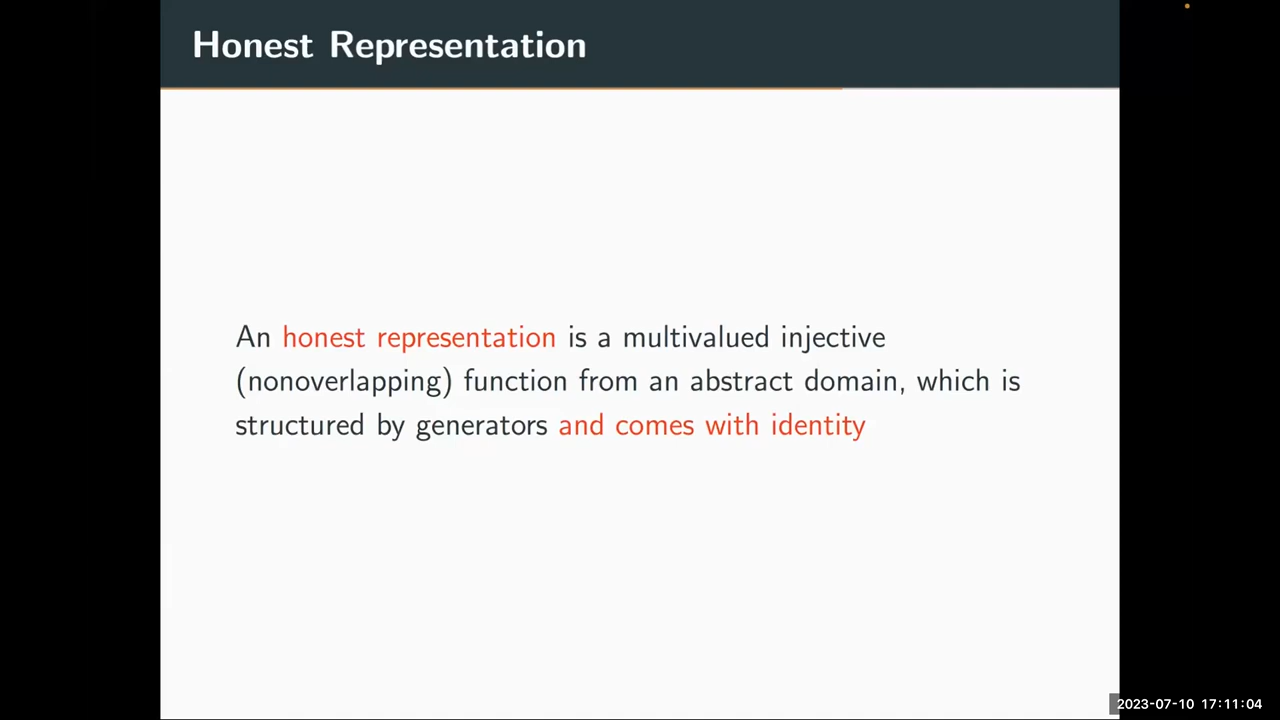 Honest Representation
An honest representation is a multivalued injective
(nonoverlapping) function from an abstract domain, which is
structured by generators and comes with identity
2023-07-10 17:11:04